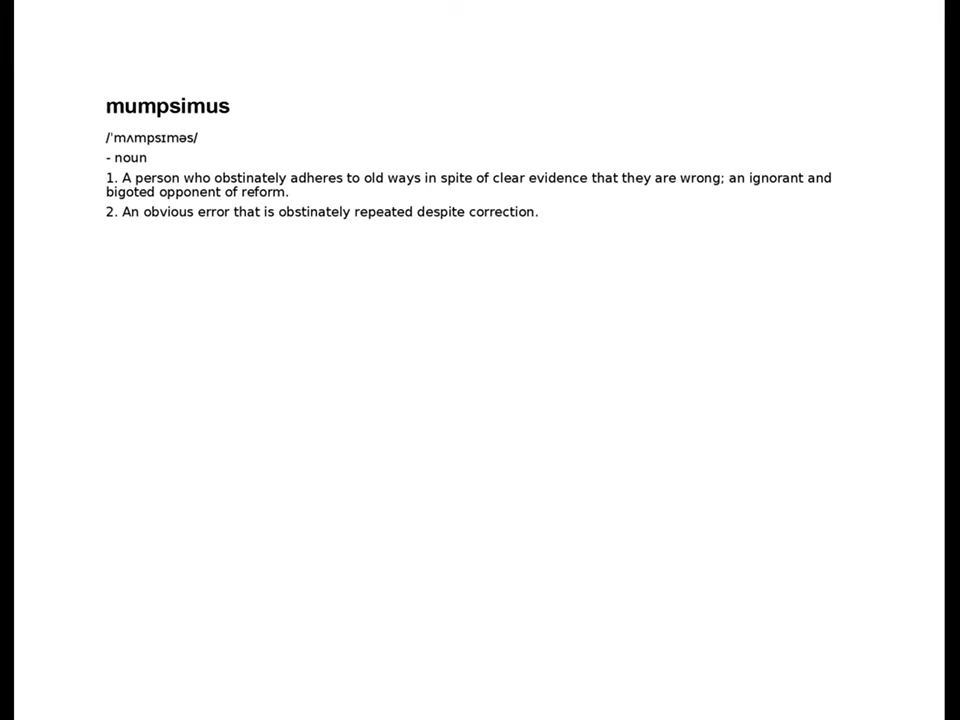 mumpsimus
/ˈmʌmpsɪməs/
- noun
1. A person who obstinately adheres to old ways in spite of clear evidence that they are wrong; an ignorant and
bigoted opponent of reform.
2. An obvious error that is obstinately repeated despite correction.